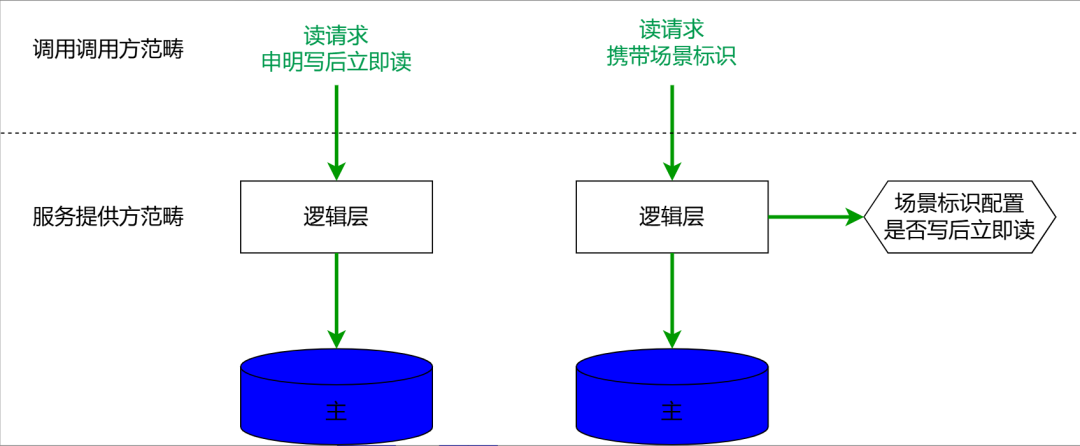 调用调用方范畴
读请求
申明写后立即读
读请求
携带场景标识
服务提供方范畴
逻辑层
逻辑层
场景标识配置
是否写后立即读
主
主